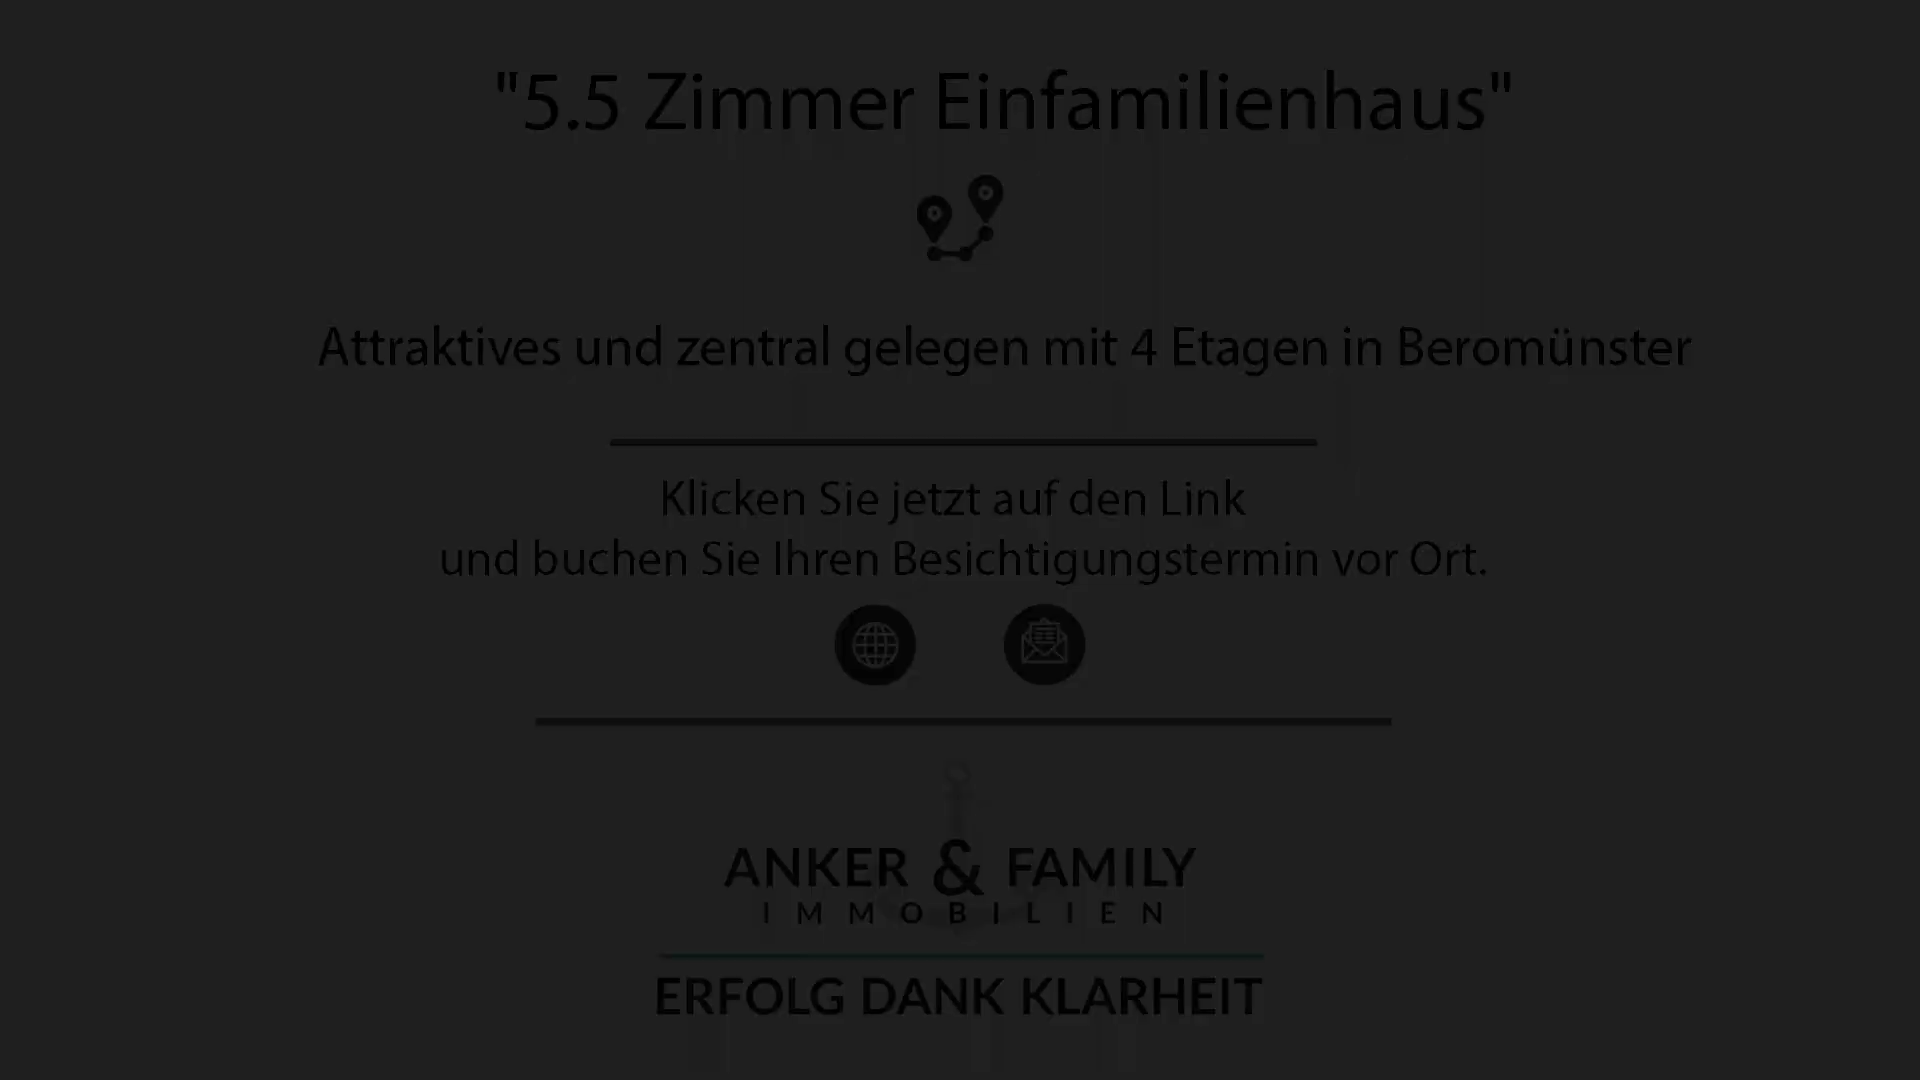 "5.5 Zimmer Einfamilienhaus"
Attraktives und zentral gelegen mit 4 Etagen in Beromünster
Klicken Sie jetzt auf den Link
und buchen Sie Ihren Besichtigungstermin vor Ort.
ANKER & FAMILY
IMMOBILIEN
ERFOLG DANK KLARHEIT